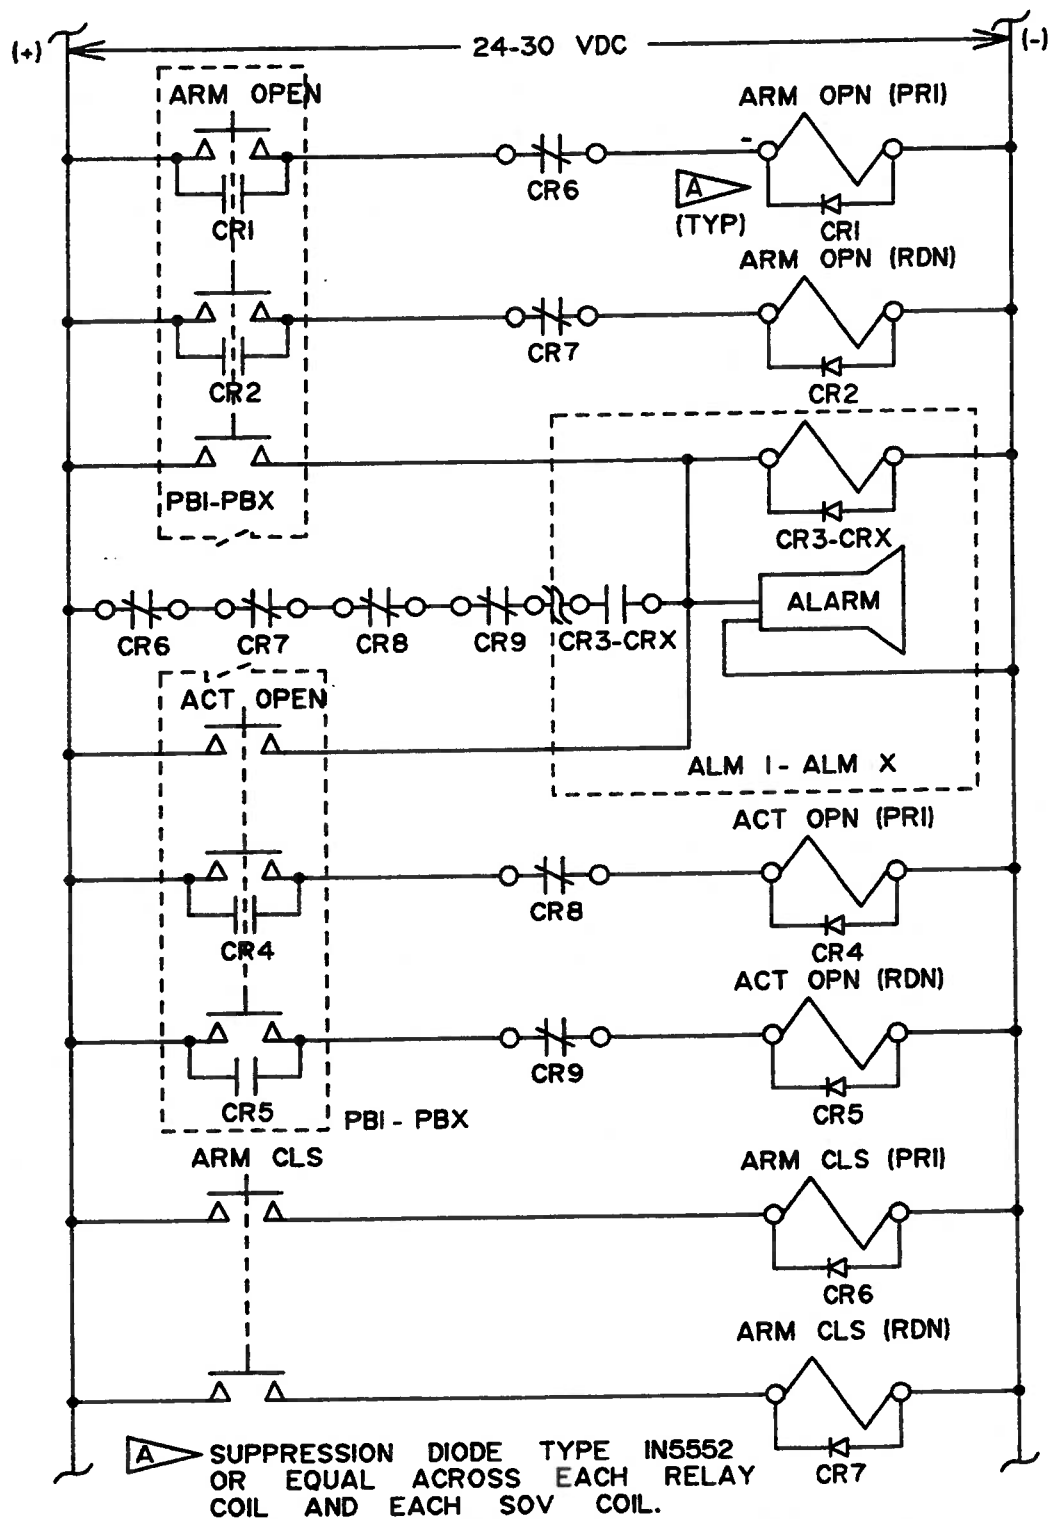 (+) 24-30 VDC (-)
ARM OPEN
ARM OPN (PRI)
CR6
A
(TYP)
CR1
CR1
ARM OPN (RDN)
CR7
CR2
CR2
PB1-PBX
CR3-CRX
ALARM
CR6 CR7 CR8 CR9 CR3-CRX
ACT OPEN
ALM 1 - ALM X
ACT OPN (PRI)
CR8
CR4
CR4
ACT OPN (RDN)
CR9
CR5
CR5
PB1 - PBX
ARM CLS
ARM CLS (PRI)
CR6
ARM CLS (RDN)
CR7
A SUPPRESSION DIODE TYPE IN5552
OR EQUAL ACROSS EACH RELAY
COIL AND EACH SOV COIL.